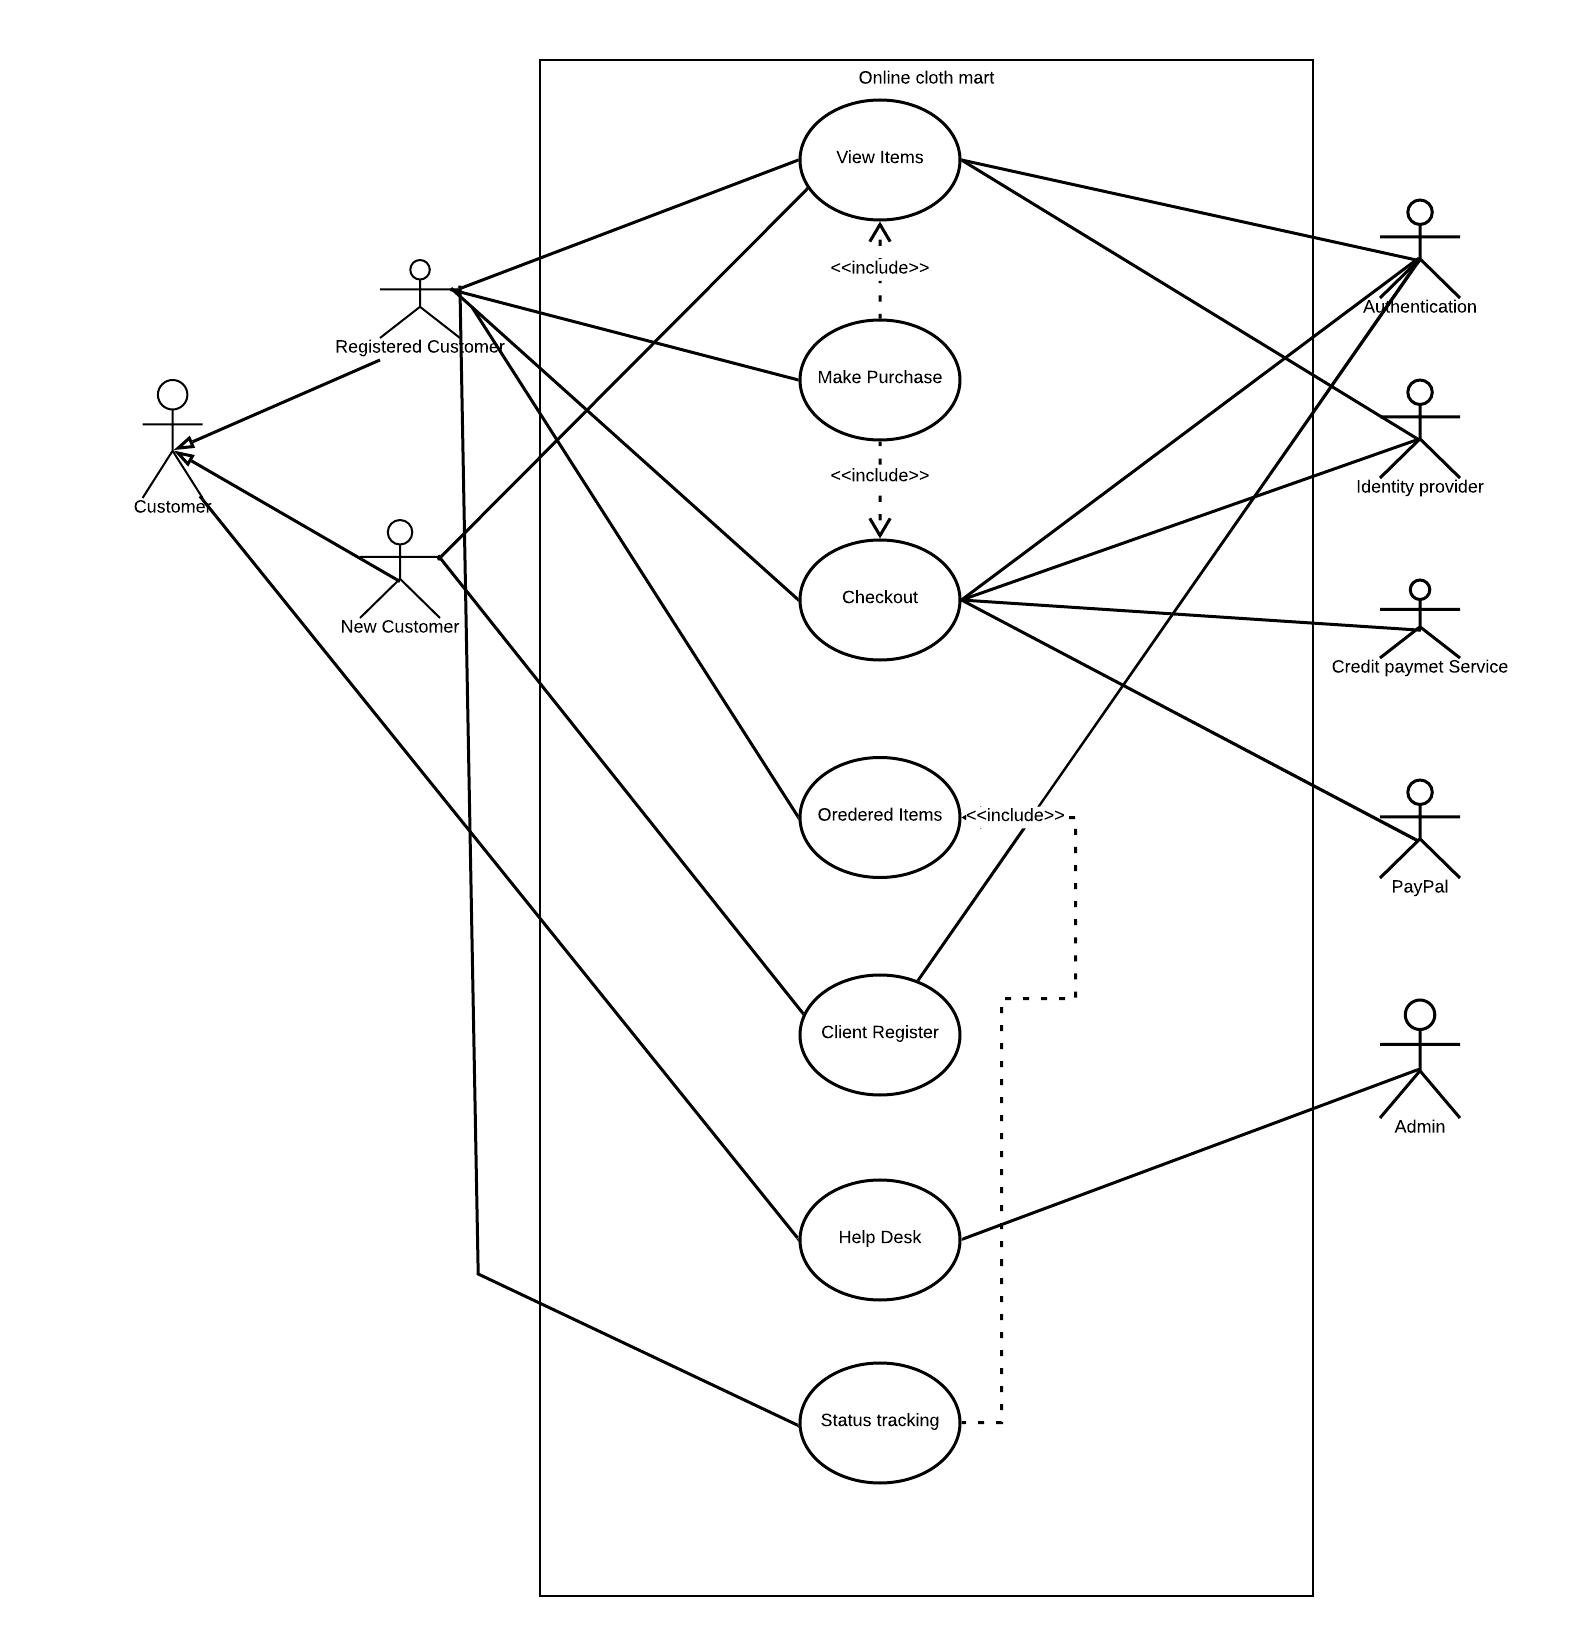 Online cloth mart
View Items
<<include>>
Authentication
Registered Customer
Make Purchase
<<include>>
Identity provider
Customer
Checkout
New Customer
Credit paymet Service
Oredered Items
<<include>>
PayPal
Client Register
Admin
Help Desk
Status tracking